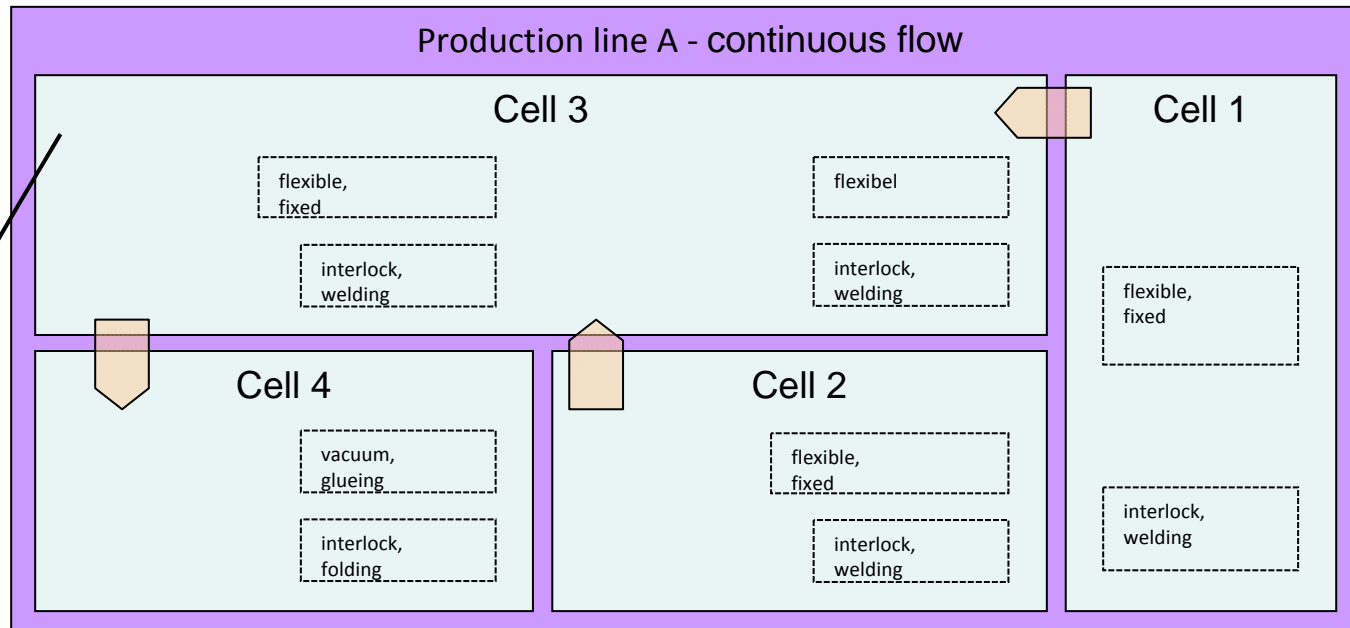 Production line A - continuous flow
Cell 3
flexible,
fixed
interlock,
welding
flexibel
interlock,
welding
Cell 1
flexible,
fixed
interlock,
welding
Cell 4
vacuum,
glueing
interlock,
folding
Cell 2
flexible,
fixed
interlock,
welding